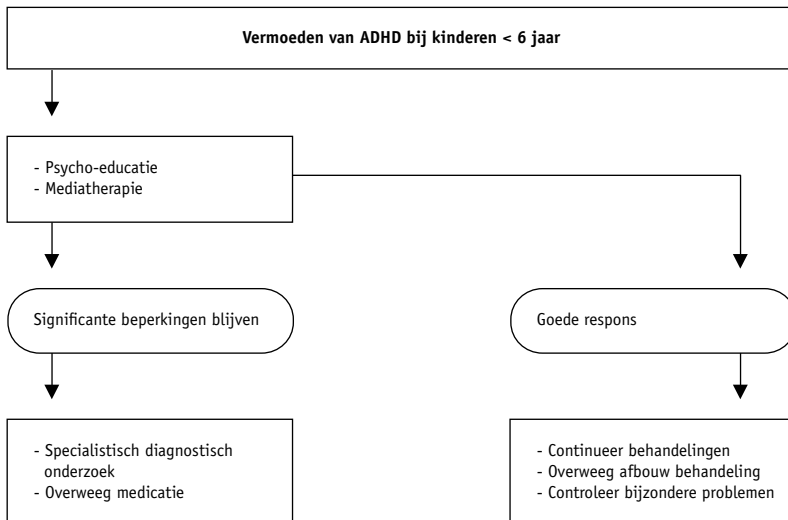 Vermoeden van ADHD bij kinderen < 6 jaar
- Psycho-educatie
- Mediatherapie
Significante beperkingen blijven
Goede respons
- Specialistisch diagnostisch
onderzoek
- Overweeg medicatie
- Continueer behandelingen
- Overweeg afbouw behandeling
- Controleer bijzondere problemen